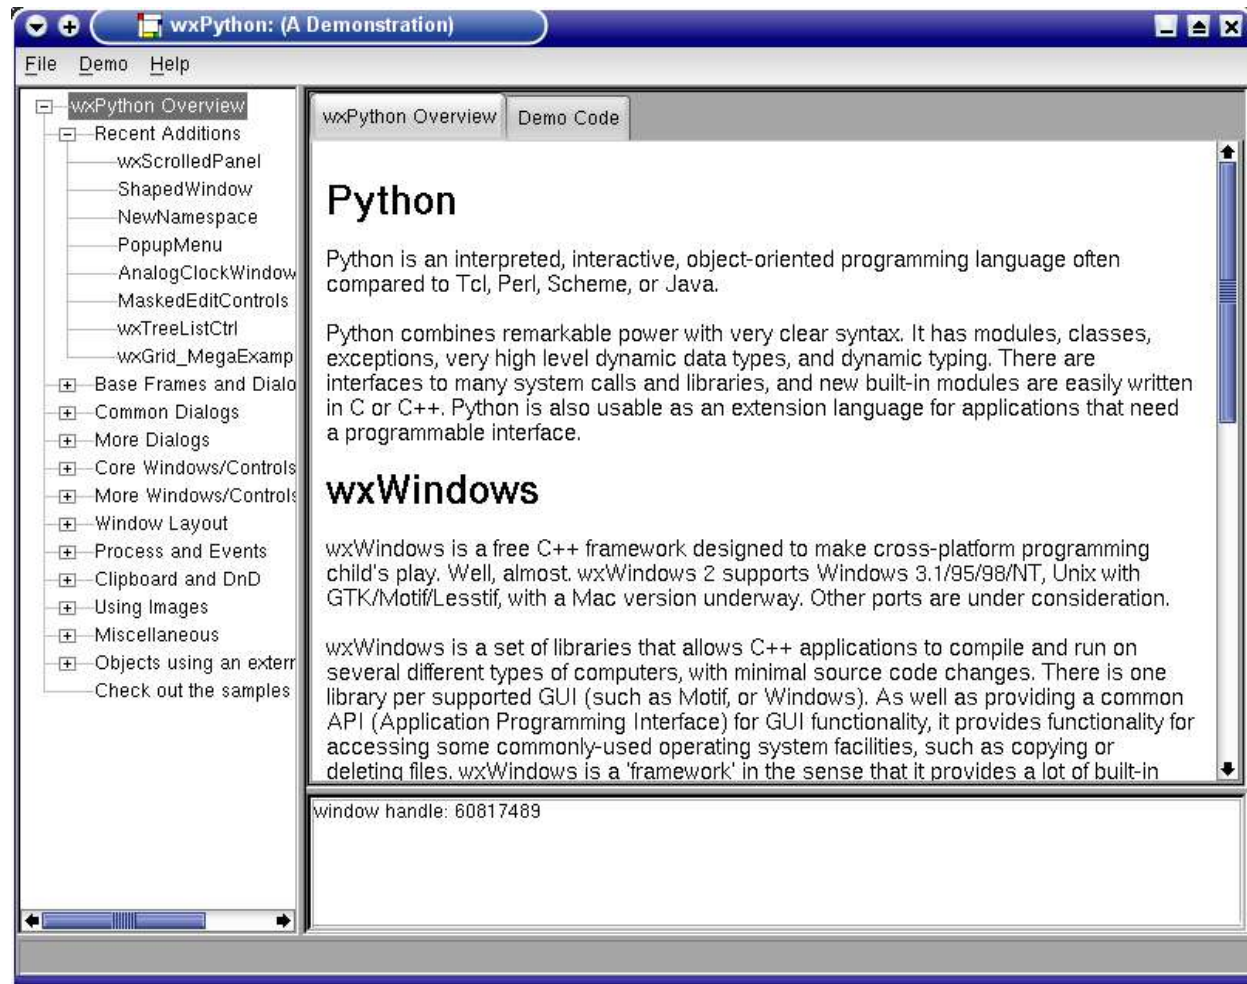 wxPython: (A Demonstration)
File Demo Help
wxPython Overview
Recent Additions
wxScrolledPanel
ShapedWindow
NewNamespace
PopupMenu
AnalogClockWindow
MaskedEditControls
wxTreeListCtrl
wxGrid_MegaExamp
Base Frames and Dialo
Common Dialogs
More Dialogs
Core Windows/Controls
More Windows/Controls
Window Layout
Process and Events
Clipboard and DnD
Using Images
Miscellaneous
Objects using an extern
Check out the samples
wxPython Overview Demo Code
Python
Python is an interpreted, interactive, object-oriented programming language often
compared to Tcl, Perl, Scheme, or Java.
Python combines remarkable power with very clear syntax. It has modules, classes,
exceptions, very high level dynamic data types, and dynamic typing. There are
interfaces to many system calls and libraries, and new built-in modules are easily written
in C or C++. Python is also usable as an extension language for applications that need
a programmable interface.
wxWindows
wxWindows is a free C++ framework designed to make cross-platform programming
child's play. Well, almost. wxWindows 2 supports Windows 3.1/95/98/NT, Unix with
GTK/Motif/Lesstif, with a Mac version underway. Other ports are under consideration.
wxWindows is a set of libraries that allows C++ applications to compile and run on
several different types of computers, with minimal source code changes. There is one
library per supported GUI (such as Motif, or Windows). As well as providing a common
API (Application Programming Interface) for GUI functionality, it provides functionality for
accessing some commonly-used operating system facilities, such as copying or
deleting files. wxWindows is a 'framework' in the sense that it provides a lot of built-in
window handle: 60817489